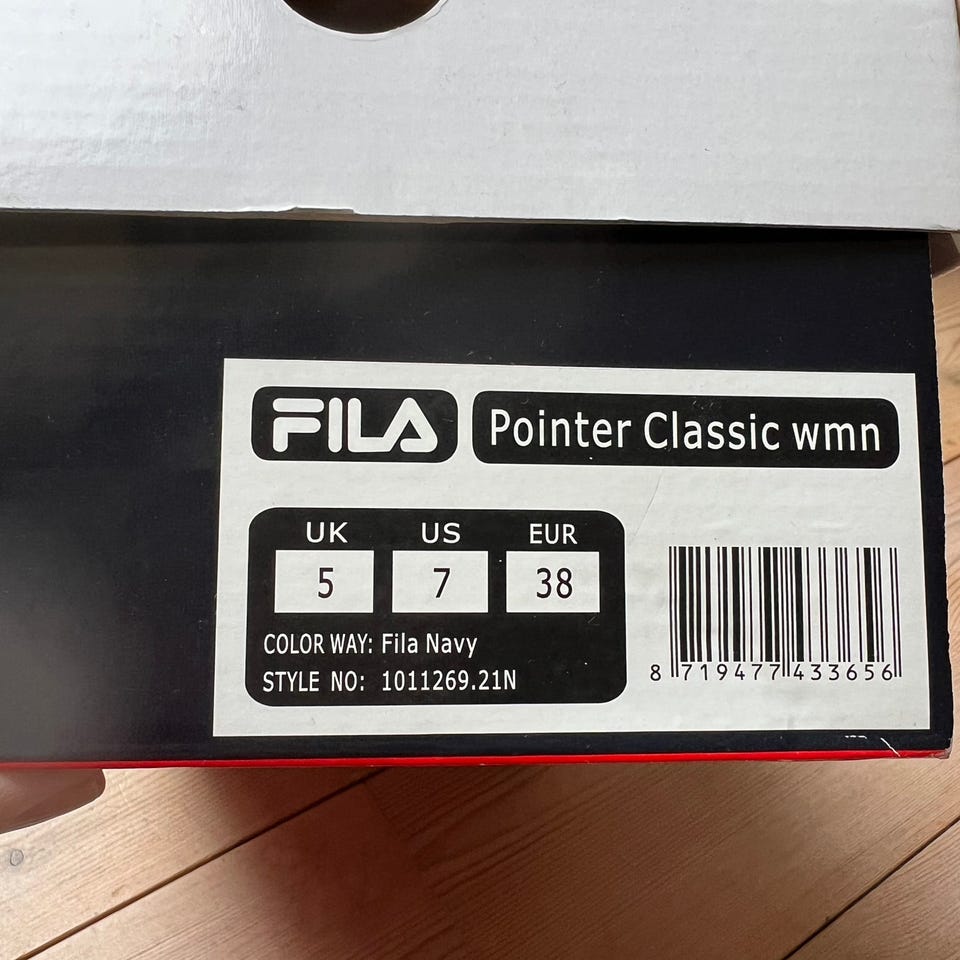 FILA
Pointer Classic wmn
UK US EUR
5 7 38
COLOR WAY: Fila Navy
STYLE NO: 1011269.21N
8 719477 433656